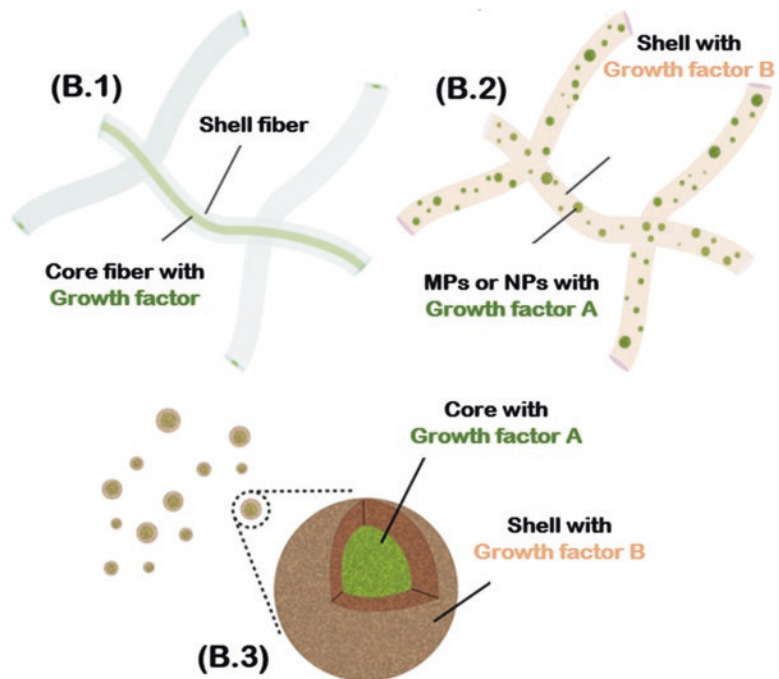 (B.1)
Shell fiber
Core fiber with
Growth factor
(B.2)
Shell with
Growth factor B
MPs or NPs with
Growth factor A
Core with
Growth factor A
Shell with
Growth factor B
(B.3)